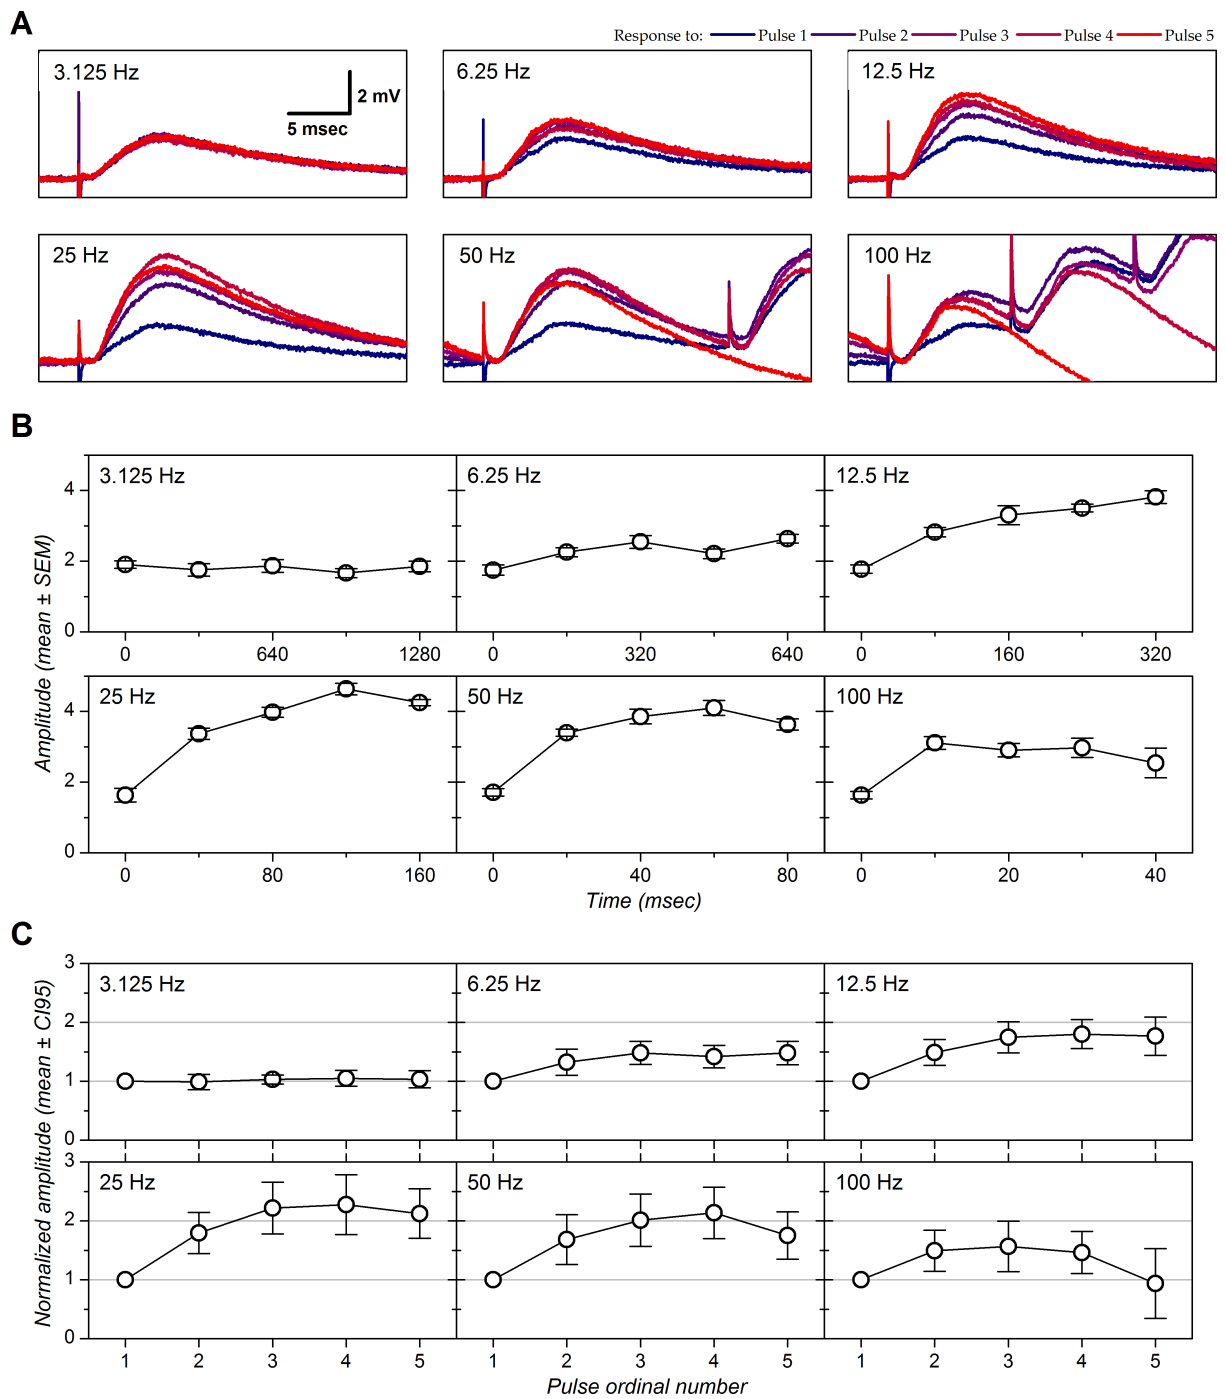 A
Response to: Pulse 1 Pulse 2 Pulse 3 Pulse 4 Pulse 5
3.125 Hz 6.25 Hz 12.5 Hz
2 mV
5 msec
25 Hz 50 Hz 100 Hz
B
3.125 Hz 6.25 Hz 12.5 Hz
4
2
0
0 640 1280 0 320 640 0 160 320
25 Hz 50 Hz 100 Hz
4
2
0
0 80 160 0 40 80 0 20 40
Amplitude (mean ± SEM)
Time (msec)
C
3
3.125 Hz 6.25 Hz 12.5 Hz
2
1
0
3
25 Hz 50 Hz 100 Hz
2
1
0
1 2 3 4 5 1 2 3 4 5 1 2 3 4 5
Normalized amplitude (mean ± CI95)
Pulse ordinal number